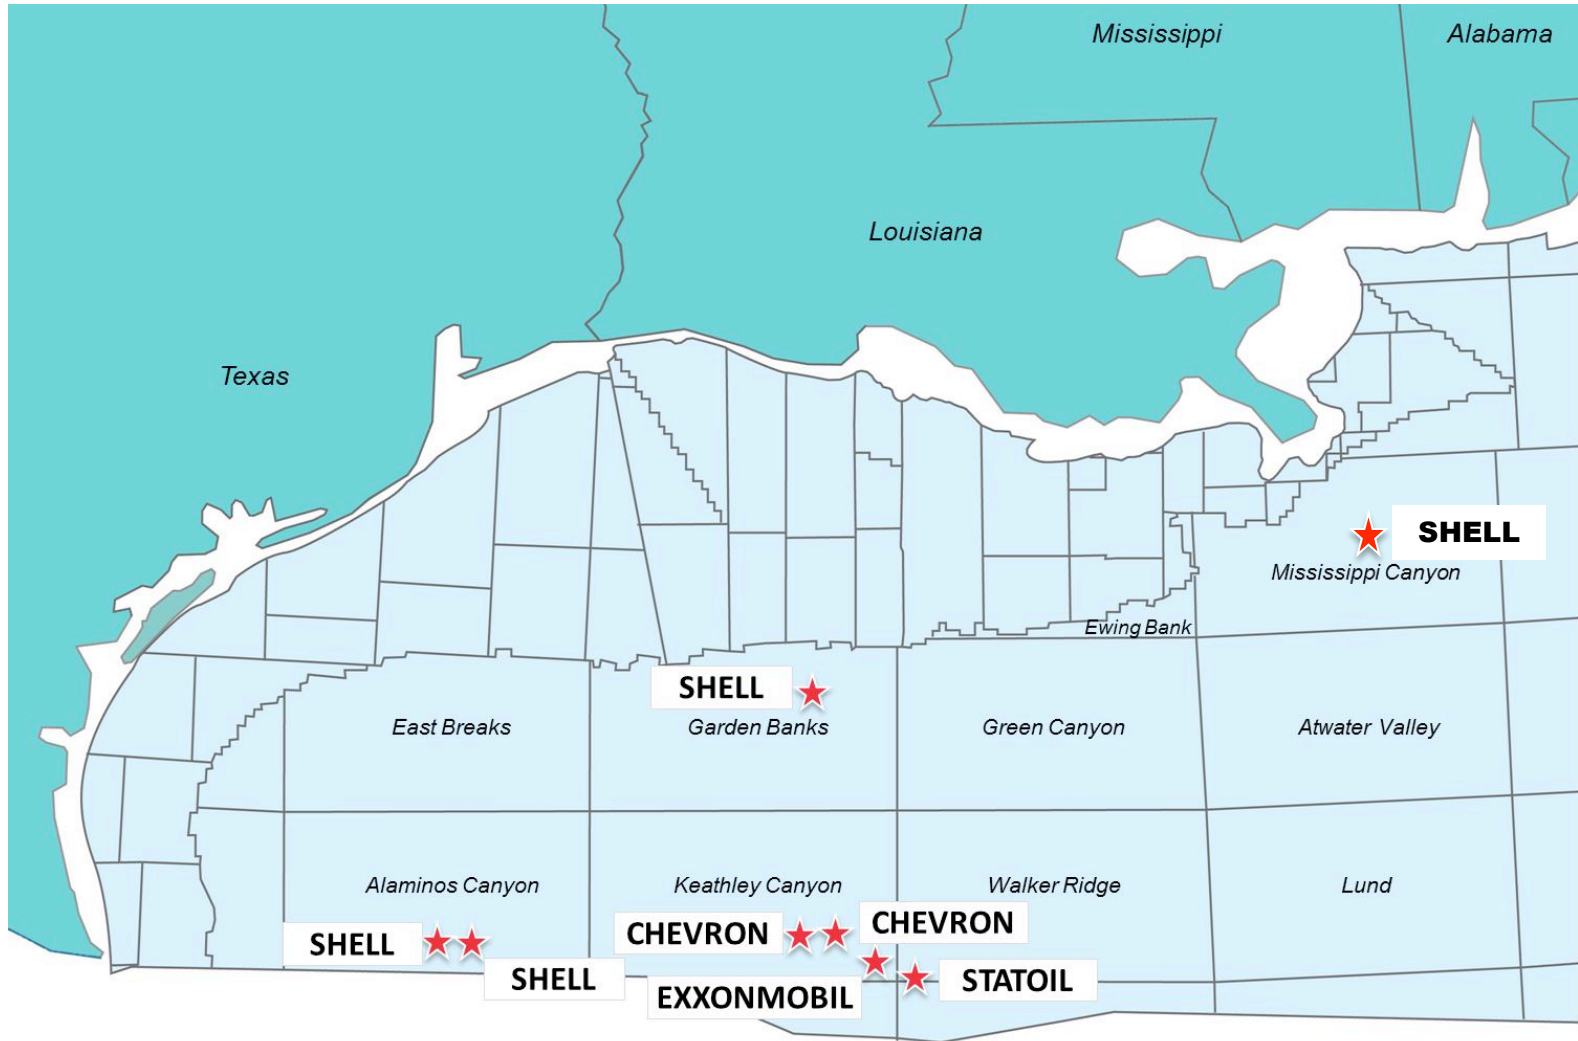 Mississippi
Alabama
Louisiana
Texas
SHELL
Mississippi Canyon
Ewing Bank
SHELL
East Breaks
Garden Banks
Green Canyon
Atwater Valley
Alaminos Canyon
Keathley Canyon
Walker Ridge
Lund
SHELL
SHELL
CHEVRON
CHEVRON
EXXONMOBIL
STATOIL